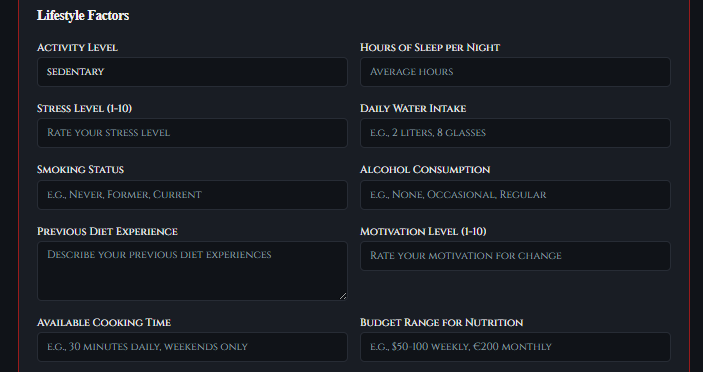 Lifestyle Factors
Activity Level
Hours of Sleep per Night
SEDENTARY
Average hours
Stress Level (1-10)
Daily Water Intake
Rate your stress level
e.g., 2 liters, 8 glasses
Smoking Status
Alcohol Consumption
e.g., Never, Former, Current
e.g., None, Occasional, Regular
Previous Diet Experience
Motivation Level (1-10)
Describe your previous diet experiences
Rate your motivation for change
Available Cooking Time
Budget Range for Nutrition
e.g., 30 minutes daily, weekends only
e.g., $50-100 weekly, €200 monthly